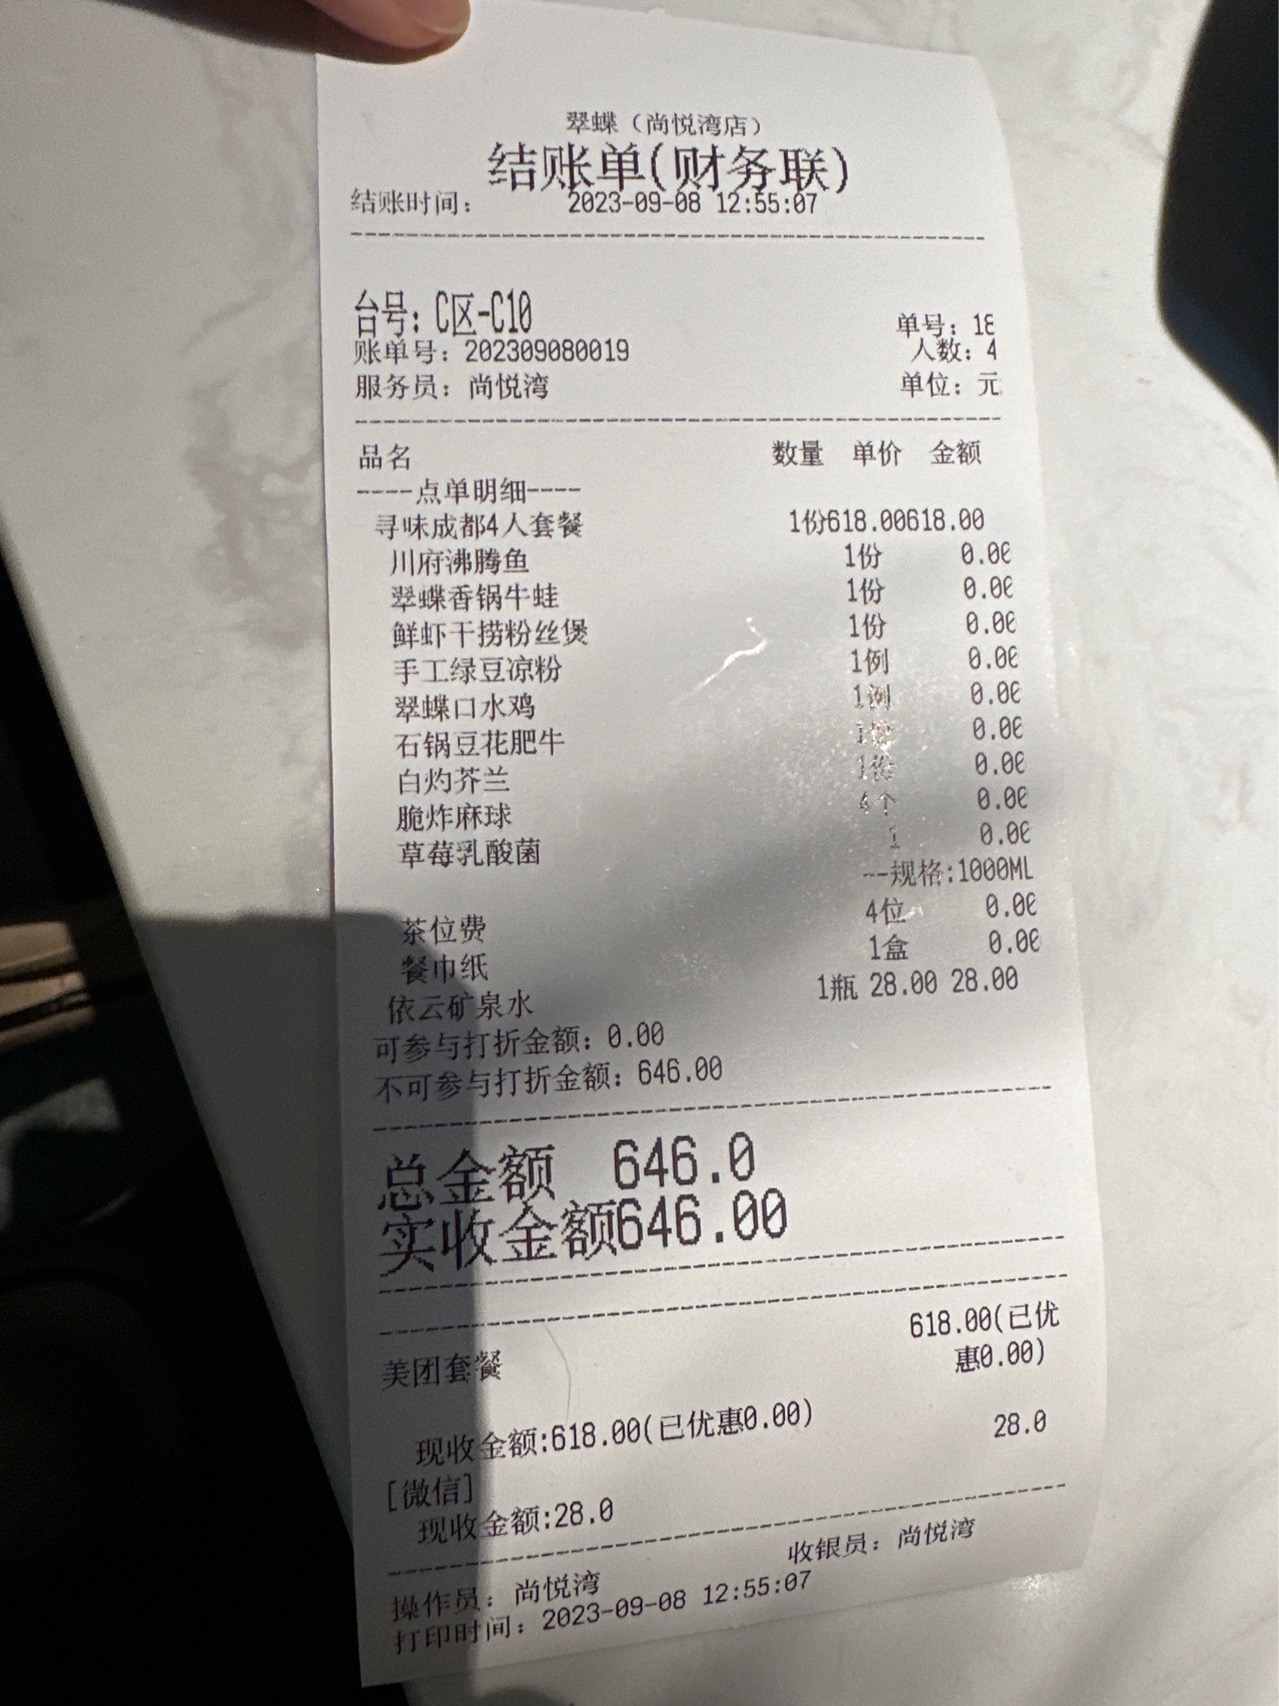 翠蝶（尚悦湾店）
结账单(财务联)
结账时间： 2023-09-08 12:55:07
台号：C区-C10
单号：18
账单号：202309080019 人数：4
服务员：尚悦湾 单位：元
品名 数量 单价 金额
----点单明细----
寻味成都4人套餐 1份618.00618.00
川府沸腾鱼 1份 0.00
翠蝶香锅牛蛙 1份 0.00
鲜虾干捞粉丝煲 1份 0.00
手工绿豆凉粉 1例 0.00
翠蝶口水鸡 1例 0.00
石锅豆花肥牛 0.00
白灼芥兰 1份 0.00
脆炸麻球 4个 0.00
草莓乳酸菌 1 0.00
--规格:1000ML
茶位费 4位 0.00
餐巾纸 1盒 0.00
依云矿泉水 1瓶 28.00 28.00
可参与打折金额：0.00
不可参与打折金额：646.00
总金额 646.0
实收金额646.00
美团套餐 618.00(已优
惠0.00)
现收金额:618.00(已优惠0.00)
[微信] 28.0
现收金额:28.0
操作员：尚悦湾 收银员：尚悦湾
打印时间：2023-09-08 12:55:07